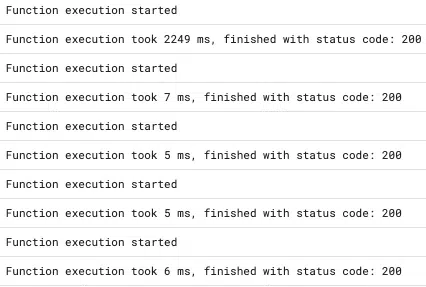 Function execution started
Function execution took 2249 ms, finished with status code: 200
Function execution started
Function execution took 7 ms, finished with status code: 200
Function execution started
Function execution took 5 ms, finished with status code: 200
Function execution started
Function execution took 5 ms, finished with status code: 200
Function execution started
Function execution took 6 ms, finished with status code: 200